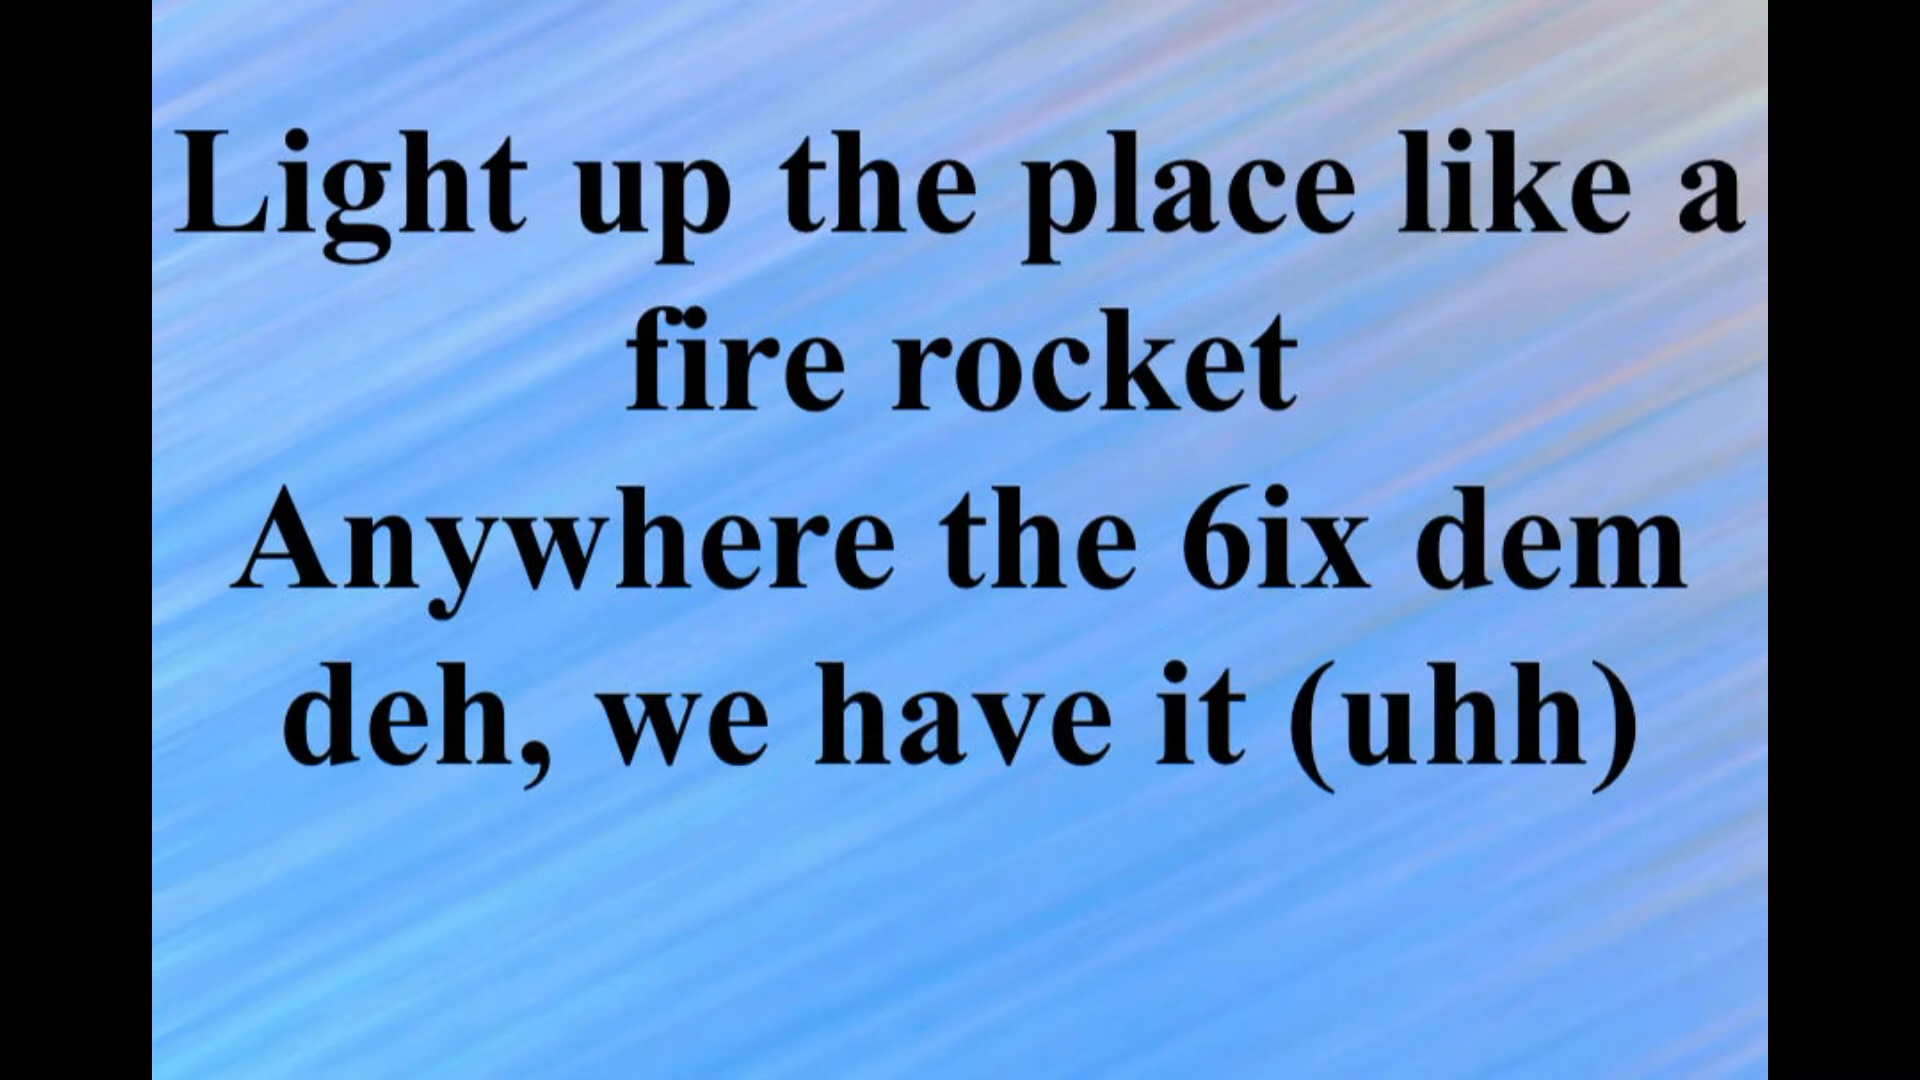 Light up the place like a
fire rocket
Anywhere the 6ix dem
deh, we have it (uhh)